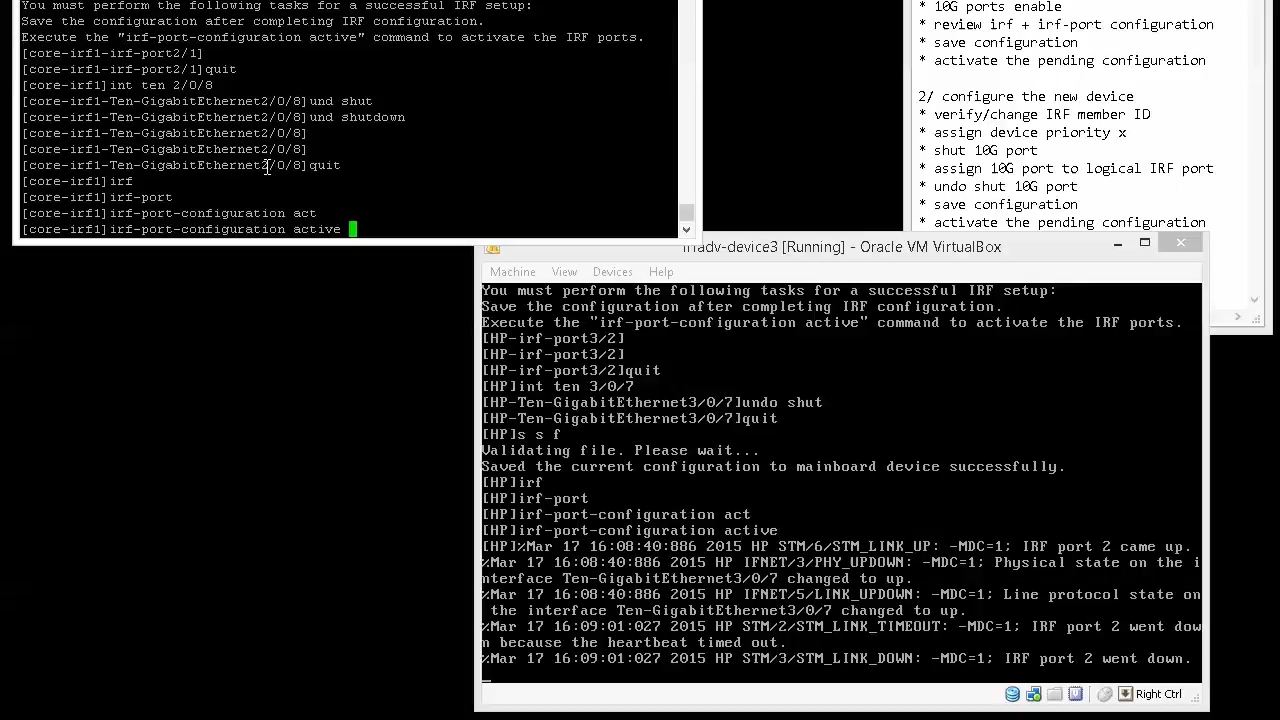 You must perform the following tasks for a successful IRF setup:
Save the configuration after completing IRF configuration.
Execute the "irf-port-configuration active" command to activate the IRF ports.
[core-irf1-irf-port2/1]
[core-irf1-irf-port2/1]quit
[core-irf1]int ten 2/0/8
[core-irf1-Ten-GigabitEthernet2/0/8]und shut
[core-irf1-Ten-GigabitEthernet2/0/8]und shutdown
[core-irf1-Ten-GigabitEthernet2/0/8]
[core-irf1-Ten-GigabitEthernet2/0/8]
[core-irf1-Ten-GigabitEthernet2/0/8]quit
[core-irf1]irf
[core-irf1]irf-port
[core-irf1]irf-port-configuration act
[core-irf1]irf-port-configuration active
* 10G ports enable
* review irf + irf-port configuration
* save configuration
* activate the pending configuration
2/ configure the new device
* verify/change IRF member ID
* assign device priority x
* shut 10G port
* assign 10G port to logical IRF port
* undo shut 10G port
* save configuration
* activate the pending configuration
irfadv-device3 [Running] - Oracle VM VirtualBox
Machine View Devices Help
You must perform the following tasks for a successful IRF setup:
Save the configuration after completing IRF configuration.
Execute the "irf-port-configuration active" command to activate the IRF ports.
[HP-irf-port3/2]
[HP-irf-port3/2]
[HP-irf-port3/2]quit
[HP]int ten 3/0/7
[HP-Ten-GigabitEthernet3/0/7]undo shut
[HP-Ten-GigabitEthernet3/0/7]quit
[HP]s s f
Validating file. Please wait...
Saved the current configuration to mainboard device successfully.
[HP]irf
[HP]irf-port
[HP]irf-port-configuration act
[HP]irf-port-configuration active
[HP]%Mar 17 16:08:40:886 2015 HP STM/6/STM_LINK_UP: -MDC=1; IRF port 2 came up.
%Mar 17 16:08:40:886 2015 HP IFNET/3/PHY_UPDOWN: -MDC=1; Physical state on the i
nterface Ten-GigabitEthernet3/0/7 changed to up.
%Mar 17 16:08:40:886 2015 HP IFNET/5/LINK_UPDOWN: -MDC=1; Line protocol state on
the interface Ten-GigabitEthernet3/0/7 changed to up.
%Mar 17 16:09:01:027 2015 HP STM/2/STM_LINK_TIMEOUT: -MDC=1; IRF port 2 went dow
n because the heartbeat timed out.
%Mar 17 16:09:01:027 2015 HP STM/3/STM_LINK_DOWN: -MDC=1; IRF port 2 went down.
Right Ctrl